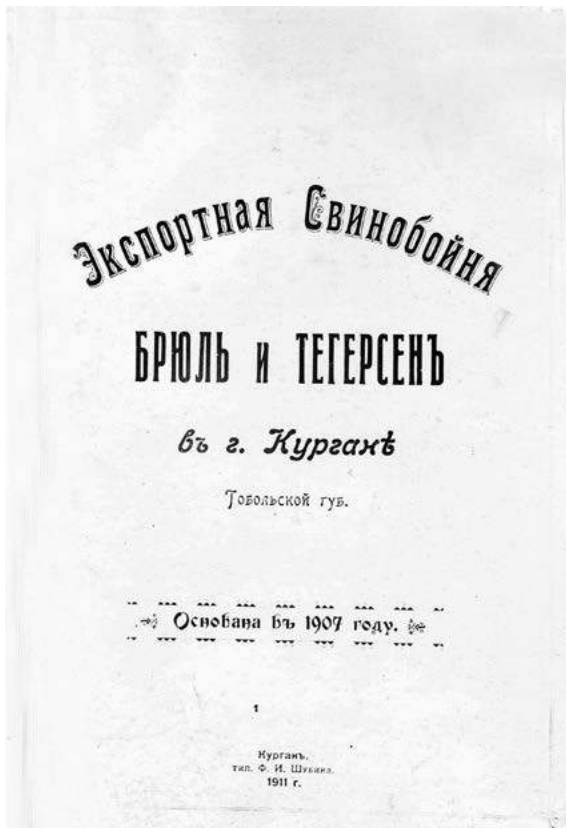 Экспортная Свинобойня
БРЮЛЬ и ТЕГЕРСЕНЪ
въ г. Курганѣ
Тобольской губ.
Основана въ 1907 году.
1
Курганъ.
тип. Ф. И. Шубина.
1911 г.